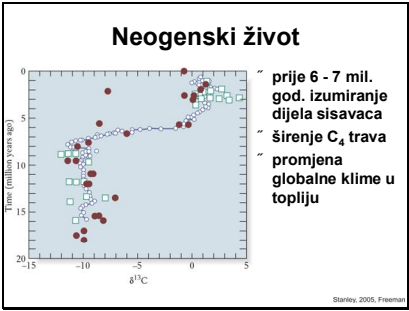 Neogenski život
0
5
10
15
20
Time (million years ago)
−15
−10
−5
0
5
δ¹³C
˝ prije 6 - 7 mil.
god. izumiranje
dijela sisavaca
˝ širenje C₄ trava
˝ promjena
globalne klime u
topliju
Stanley, 2005, Freeman